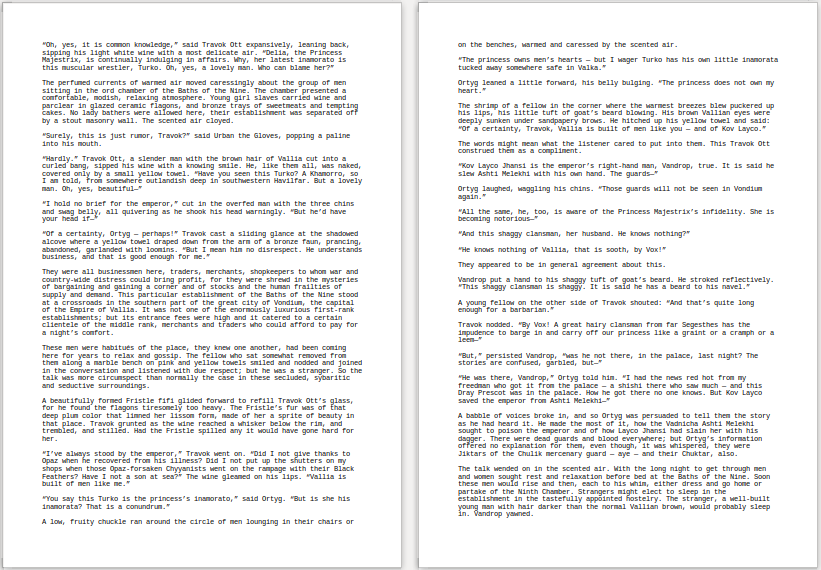 “Oh, yes, it is common knowledge,” said Travok Ott expansively, leaning back,
sipping his light white wine with a most delicate air. “Delia, the Princess
Majestrix, is continually indulging in affairs. Why, her latest inamorato is
this muscular wrestler, Turko. Oh, yes, a lovely man. Who can blame her?”
The perfumed currents of warmed air moved caressingly about the group of men
sitting in the ord chamber of the Baths of the Nine. The chamber presented a
comfortable, modish, relaxing atmosphere. Young girl slaves carried wine and
parclear in glazed ceramic flagons, and bronze trays of sweetmeats and tempting
cakes. No lady bathers were allowed here, their establishment was separated off
by a stout masonry wall. The scented air cloyed.
“Surely, this is just rumor, Travok?” said Urban the Gloves, popping a paline
into his mouth.
“Hardly.” Travok Ott, a slender man with the brown hair of Vallia cut into a
curled bang, sipped his wine with a knowing smile. He, like them all, was naked,
covered only by a small yellow towel. “Have you seen this Turko? A Khamorro, so
I am told, from somewhere outlandish deep in southwestern Havilfar. But a lovely
man. Oh, yes, beautiful—”
“I hold no brief for the emperor,” cut in the overfed man with the three chins
and swag belly, all quivering as he shook his head warningly. “But he’d have
your head if—”
“Of a certainty, Ortyg — perhaps!” Travok cast a sliding glance at the shadowed
alcove where a yellow towel draped down from the arm of a bronze faun, prancing,
abandoned, garlanded with loomins. “But I mean him no disrespect. He understands
business, and that is good enough for me.”
They were all businessmen here, traders, merchants, shopkeepers to whom war and
country-wide distress could bring profit, for they were shrewd in the mysteries
of bargaining and gaining a corner and of stocks and the human frailties of
supply and demand. This particular establishment of the Baths of the Nine stood
at a crossroads in the southern part of the great city of Vondium, the capital
of the Empire of Vallia. It was not one of the enormously luxurious first-rank
establishments; but its entrance fees were high and it catered to a certain
clientele of the middle rank, merchants and traders who could afford to pay for
a night’s comfort.
These men were habitués of the place, they knew one another, had been coming
here for years to relax and gossip. The fellow who sat somewhat removed from
them along a marble bench on pink and yellow towels smiled and nodded and joined
in the conversation and listened with due respect; but he was a stranger. So the
talk was more circumspect than normally the case in these secluded, sybaritic
and seductive surroundings.
A beautifully formed Fristle fifi glided forward to refill Travok Ott’s glass,
for he found the flagons tiresomely too heavy. The Fristle’s fur was of that
deep plum color that limned her lissom form, made of her a sprite of beauty in
that place. Travok grunted as the wine reached a whisker below the rim, and
trembled, and stilled. Had the Fristle spilled any it would have gone hard for
her.
“I’ve always stood by the emperor,” Travok went on. “Did I not give thanks to
Opaz when he recovered from his illness? Did I not put up the shutters on my
shops when those Opaz-forsaken Chyyanists went on the rampage with their Black
Feathers? Have I not a son at sea?” The wine gleamed on his lips. “Vallia is
built of men like me.”
“You say this Turko is the princess’s inamorato,” said Ortyg. “But is she his
inamorata? That is a conundrum.”
A low, fruity chuckle ran around the circle of men lounging in their chairs or
on the benches, warmed and caressed by the scented air.
“The princess owns men’s hearts — but I wager Turko has his own little inamorata
tucked away somewhere safe in Valka.”
Ortyg leaned a little forward, his belly bulging. “The princess does not own my
heart.”
The shrimp of a fellow in the corner where the warmest breezes blew puckered up
his lips, his little tuft of goat’s beard blowing. His brown Vallian eyes were
deeply sunken under sandpapery brows. He hitched up his yellow towel and said:
“Of a certainty, Travok, Vallia is built of men like you — and of Kov Layco.”
The words might mean what the listener cared to put into them. This Travok Ott
construed them as a compliment.
“Kov Layco Jhansi is the emperor’s right-hand man, Vandrop, true. It is said he
slew Ashti Melekhi with his own hand. The guards—”
Ortyg laughed, waggling his chins. “Those guards will not be seen in Vondium
again.”
“All the same, he, too, is aware of the Princess Majestrix’s infidelity. She is
becoming notorious—”
“And this shaggy clansman, her husband. He knows nothing?”
“He knows nothing of Vallia, that is sooth, by Vox!”
They appeared to be in general agreement about this.
Vandrop put a hand to his shaggy tuft of goat’s beard. He stroked reflectively.
“This shaggy clansman is shaggy. It is said he has a beard to his navel.”
A young fellow on the other side of Travok shouted: “And that’s quite long
enough for a barbarian.”
Travok nodded. “By Vox! A great hairy clansman from far Segesthes has the
impudence to barge in and carry off our princess like a graint or a cramph or a
leem—”
“But,” persisted Vandrop, “was he not there, in the palace, last night? The
stories are confused, garbled, but—”
“He was there, Vandrop,” Ortyg told him. “I had the news red hot from my
freedman who got it from the palace — a shishi there who saw much — and this
Dray Prescot was in the palace. How he got there no one knows. But Kov Layco
saved the emperor from Ashti Melekhi—”
A babble of voices broke in, and so Ortyg was persuaded to tell them the story
as he had heard it. He made the most of it, how the Vadnicha Ashti Melekhi
sought to poison the emperor and of how Layco Jhansi had slain her with his
dagger. There were dead guards and blood everywhere; but Ortyg’s information
offered no explanation for them, even though, it was whispered, they were
Jiktars of the Chulik mercenary guard — aye — and their Chuktar, also.
The talk wended on in the scented air. With the long night to get through men
and women sought rest and relaxation before bed at the Baths of the Nine. Soon
these men would rise and then, each to his whim, either dress and go home or
partake of the Ninth Chamber. Strangers might elect to sleep in the
establishment in the tastefully appointed hostelry. The stranger, a well-built
young man with hair darker than the normal Vallian brown, would probably sleep
in. Vandrop yawned.